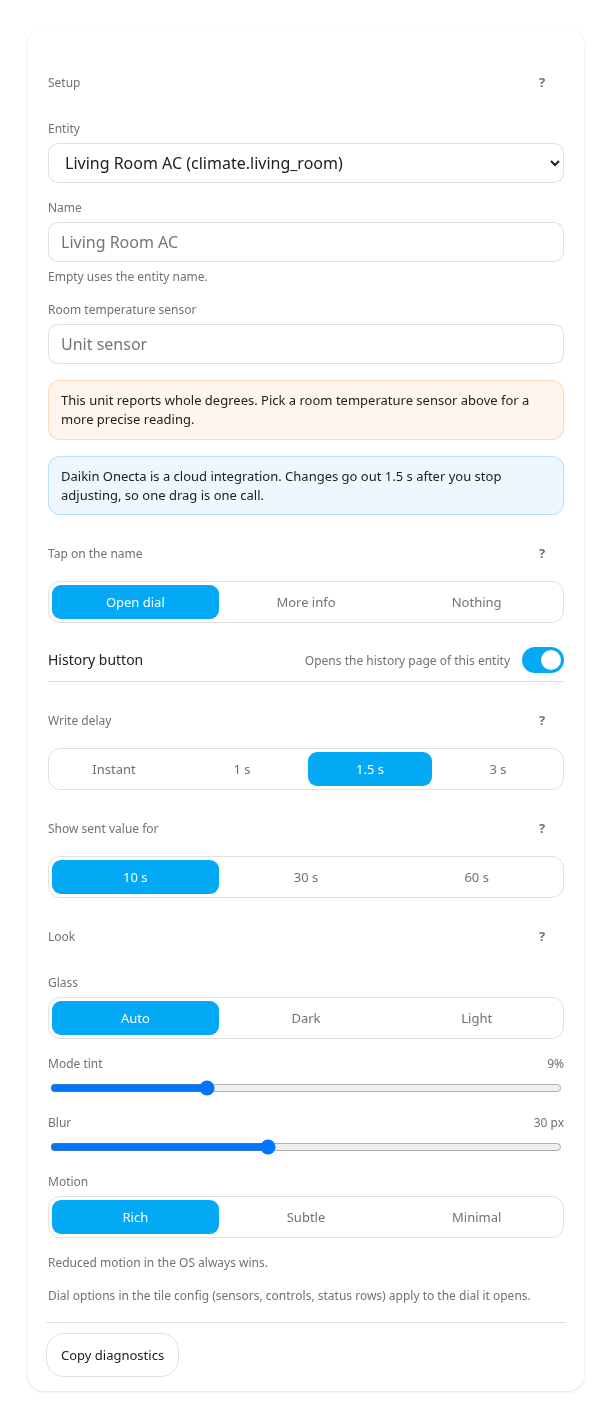 Setup ?
Entity
Living Room AC (climate.living_room)
Name
Living Room AC
Empty uses the entity name.
Room temperature sensor
Unit sensor
This unit reports whole degrees. Pick a room temperature sensor above for a
more precise reading.
Daikin Onecta is a cloud integration. Changes go out 1.5 s after you stop
adjusting, so one drag is one call.
Tap on the name ?
Open dial More info Nothing
History button Opens the history page of this entity
Write delay ?
Instant 1 s 1.5 s 3 s
Show sent value for ?
10 s 30 s 60 s
Look ?
Glass
Auto Dark Light
Mode tint 9%
Blur 30 px
Motion
Rich Subtle Minimal
Reduced motion in the OS always wins.
Dial options in the tile config (sensors, controls, status rows) apply to the dial it opens.
Copy diagnostics